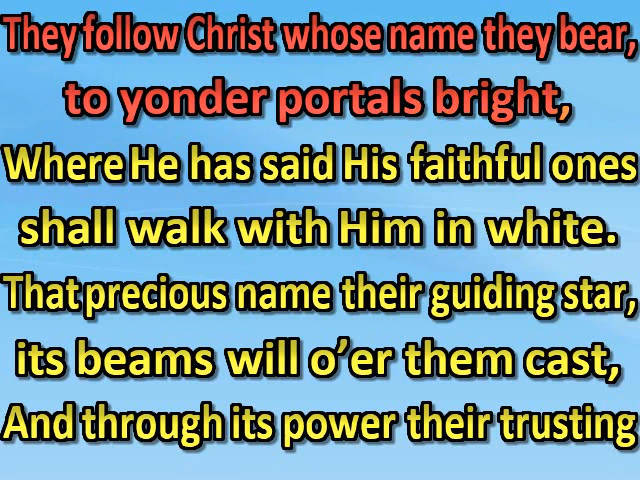 They follow Christ whose name they bear,
to yonder portals bright,
Where He has said His faithful ones
shall walk with Him in white.
That precious name their guiding star,
its beams will o’er them cast,
And through its power their trusting